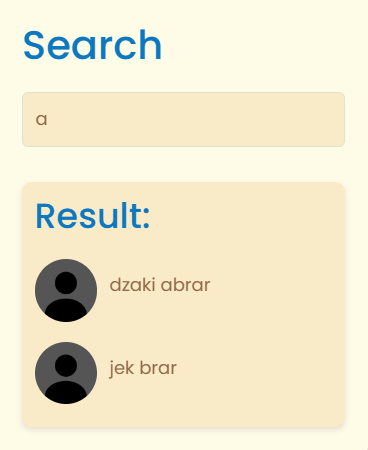 Search
a
Result:
dzaki abrar
jek brar